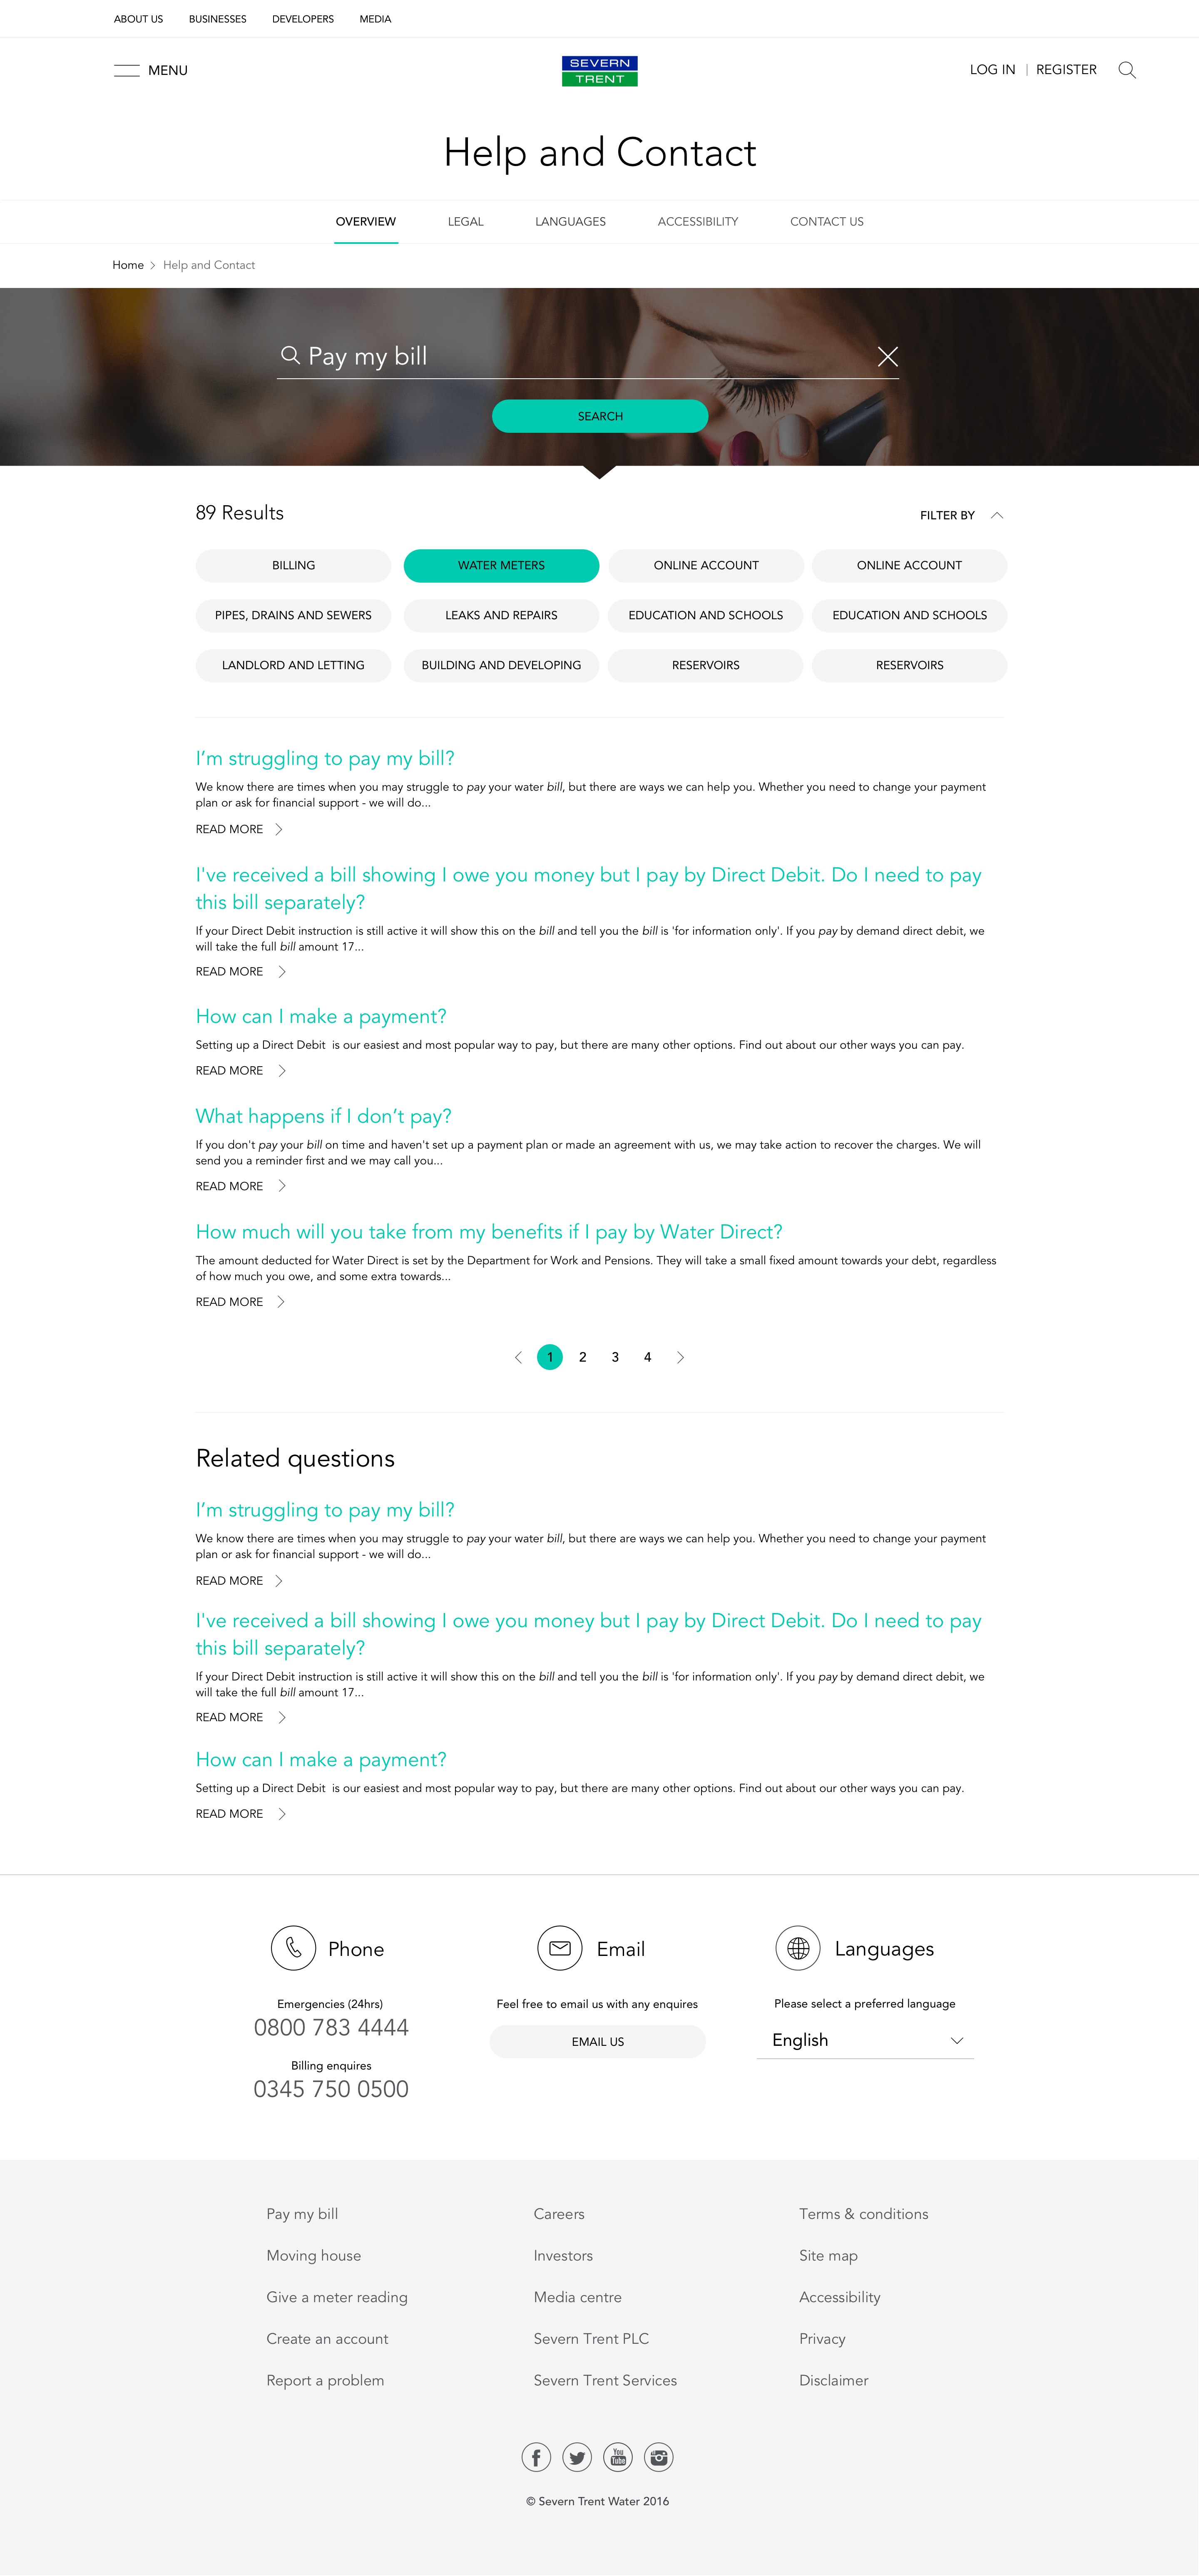 ABOUT US BUSINESSES DEVELOPERS MEDIA
MENU
SEVERN
TRENT
LOG IN | REGISTER
Help and Contact
OVERVIEW LEGAL LANGUAGES ACCESSIBILITY CONTACT US
Home > Help and Contact
Pay my bill
SEARCH
89 Results
FILTER BY
BILLING WATER METERS ONLINE ACCOUNT ONLINE ACCOUNT
PIPES, DRAINS AND SEWERS LEAKS AND REPAIRS EDUCATION AND SCHOOLS EDUCATION AND SCHOOLS
LANDLORD AND LETTING BUILDING AND DEVELOPING RESERVOIRS RESERVOIRS
I’m struggling to pay my bill?
We know there are times when you may struggle to pay your water bill, but there are ways we can help you. Whether you need to change your payment
plan or ask for financial support - we will do...
READ MORE
I've received a bill showing I owe you money but I pay by Direct Debit. Do I need to pay
this bill separately?
If your Direct Debit instruction is still active it will show this on the bill and tell you the bill is 'for information only'. If you pay by demand direct debit, we
will take the full bill amount 17...
READ MORE
How can I make a payment?
Setting up a Direct Debit  is our easiest and most popular way to pay, but there are many other options. Find out about our other ways you can pay.
READ MORE
What happens if I don’t pay?
If you don't pay your bill on time and haven't set up a payment plan or made an agreement with us, we may take action to recover the charges. We will
send you a reminder first and we may call you...
READ MORE
How much will you take from my benefits if I pay by Water Direct?
The amount deducted for Water Direct is set by the Department for Work and Pensions. They will take a small fixed amount towards your debt, regardless
of how much you owe, and some extra towards...
READ MORE
1 2 3 4
Related questions
I’m struggling to pay my bill?
We know there are times when you may struggle to pay your water bill, but there are ways we can help you. Whether you need to change your payment
plan or ask for financial support - we will do...
READ MORE
I've received a bill showing I owe you money but I pay by Direct Debit. Do I need to pay
this bill separately?
If your Direct Debit instruction is still active it will show this on the bill and tell you the bill is 'for information only'. If you pay by demand direct debit, we
will take the full bill amount 17...
READ MORE
How can I make a payment?
Setting up a Direct Debit  is our easiest and most popular way to pay, but there are many other options. Find out about our other ways you can pay.
READ MORE
Phone
Emergencies (24hrs)
0800 783 4444
Billing enquires
0345 750 0500
Email
Feel free to email us with any enquires
EMAIL US
Languages
Please select a preferred language
English
Pay my bill
Moving house
Give a meter reading
Create an account
Report a problem
Careers
Investors
Media centre
Severn Trent PLC
Severn Trent Services
Terms & conditions
Site map
Accessibility
Privacy
Disclaimer
You
Tube
© Severn Trent Water 2016